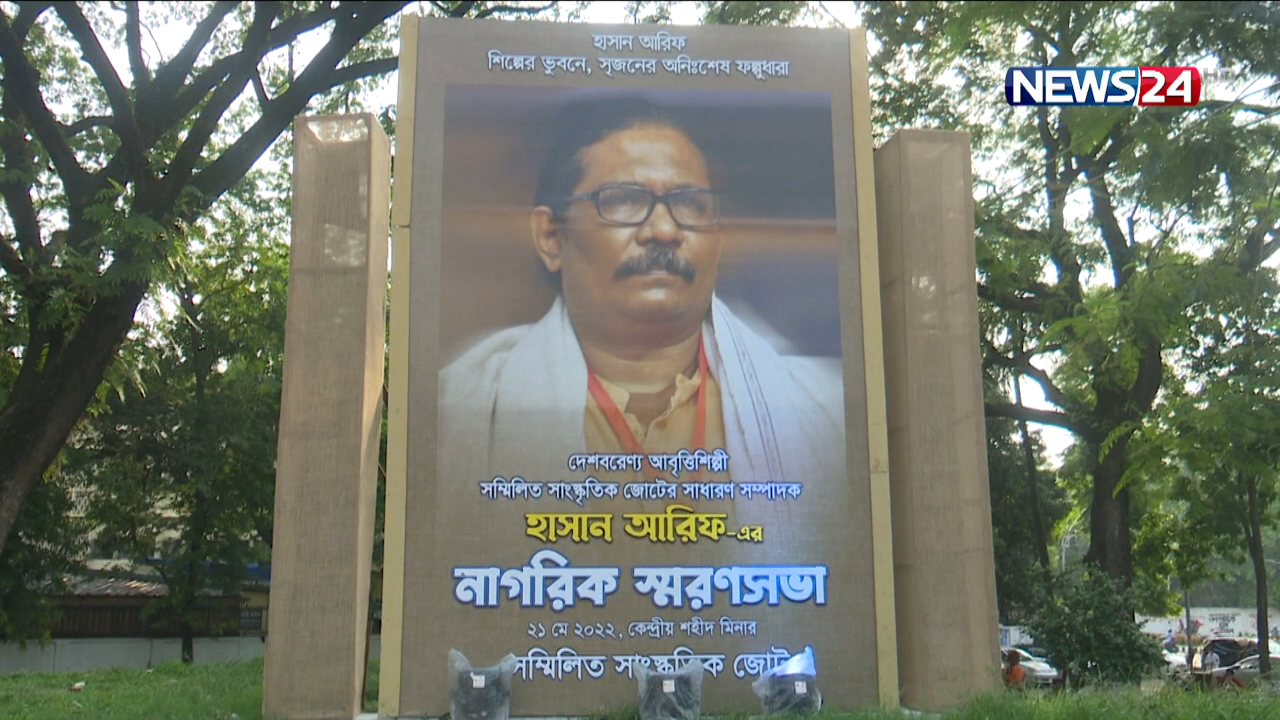 হাসান আরিফ
শিল্পের ভুবনে, সৃজনের অনিঃশেষ ফল্গুধারা
NEWS24 HD
দেশবরেণ্য আবৃত্তিশিল্পী
সম্মিলিত সাংস্কৃতিক জোটের সাধারণ সম্পাদক
হাসান আরিফ-এর
নাগরিক স্মরণসভা
২১ মে ২০২২, কেন্দ্রীয় শহীদ মিনার
সম্মিলিত সাংস্কৃতিক জোট